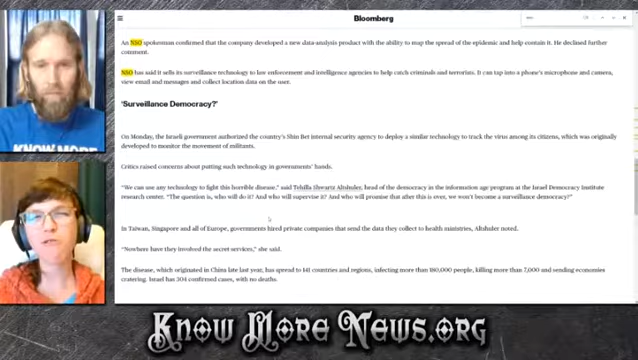 Bloomberg
An NSO spokesman confirmed that the company developed a new data-analysis product with the ability to map the spread of the epidemic and help contain it. He declined further
comment.
NSO has said it sells its surveillance technology to law enforcement and intelligence agencies to help catch criminals and terrorists. It can tap into a phone's microphone and camera,
view email and messages and collect location data on the user.
'Surveillance Democracy?'
On Monday, the Israeli government authorized the country's Shin Bet internal security agency to deploy a similar technology to track the virus among its citizens, which was originally
developed to monitor the movement of militants.
Critics raised concerns about putting such technology in governments' hands.
"We can use any technology to fight this horrible disease," said Tehilla Shwartz Altshuler, head of the democracy in the information age program at the Israel Democracy Institute
research center. "The question is, who will do it? And who will supervise it? And who will promise that after this is ever, we won't become a surveillance democracy?"
In Taiwan, Singapore and all of Europe, governments hired private companies that send the data they collect to health ministries, Altshuler noted.
"Nowhere have they involved the secret services," she said.
The disease, which originated in China late last year, has spread to 141 countries and regions, infecting more than 180,000 people, killing more than 7,000 and sending economies
cratering. Israel has 304 confirmed cases, with no deaths.
KNOW MORE
KNOW MORE NEWS.ORG